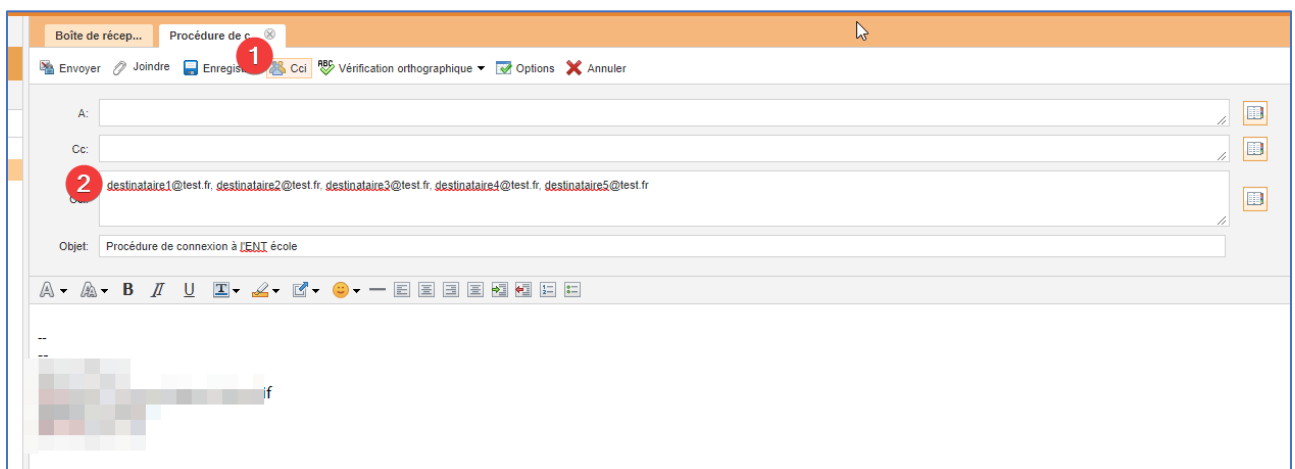 Boîte de récep... Procédure de c
1
Envoyer Joindre Cci ABC Vérification orthographique Options Annuler
A:
Cc:
2 destinataire1@test.fr, destinataire2@test.fr, destinataire3@test.fr, destinataire4@test.fr, destinataire5@test.fr
Objet: Procédure de connexion à l'ENT école
B I U T
--
--
if